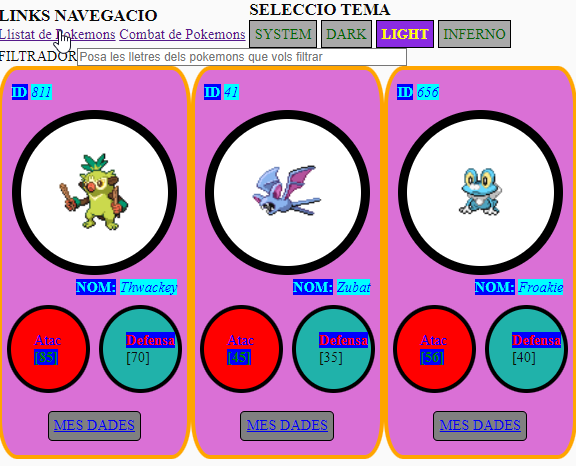 LINKS NAVEGACIO
SELECCIO TEMA
Llistat de Pokemons Combat de Pokemons SYSTEM DARK LIGHT INFERNO
FILTRADOR Posa les lletres dels pokemons que vols filtrar
ID 811
NOM: Thwackey
Atac
[85]
Defensa
[70]
MES DADES
ID 41
NOM: Zubat
Atac
[45]
Defensa
[35]
MES DADES
ID 656
NOM: Froakie
Atac
[56]
Defensa
[40]
MES DADES